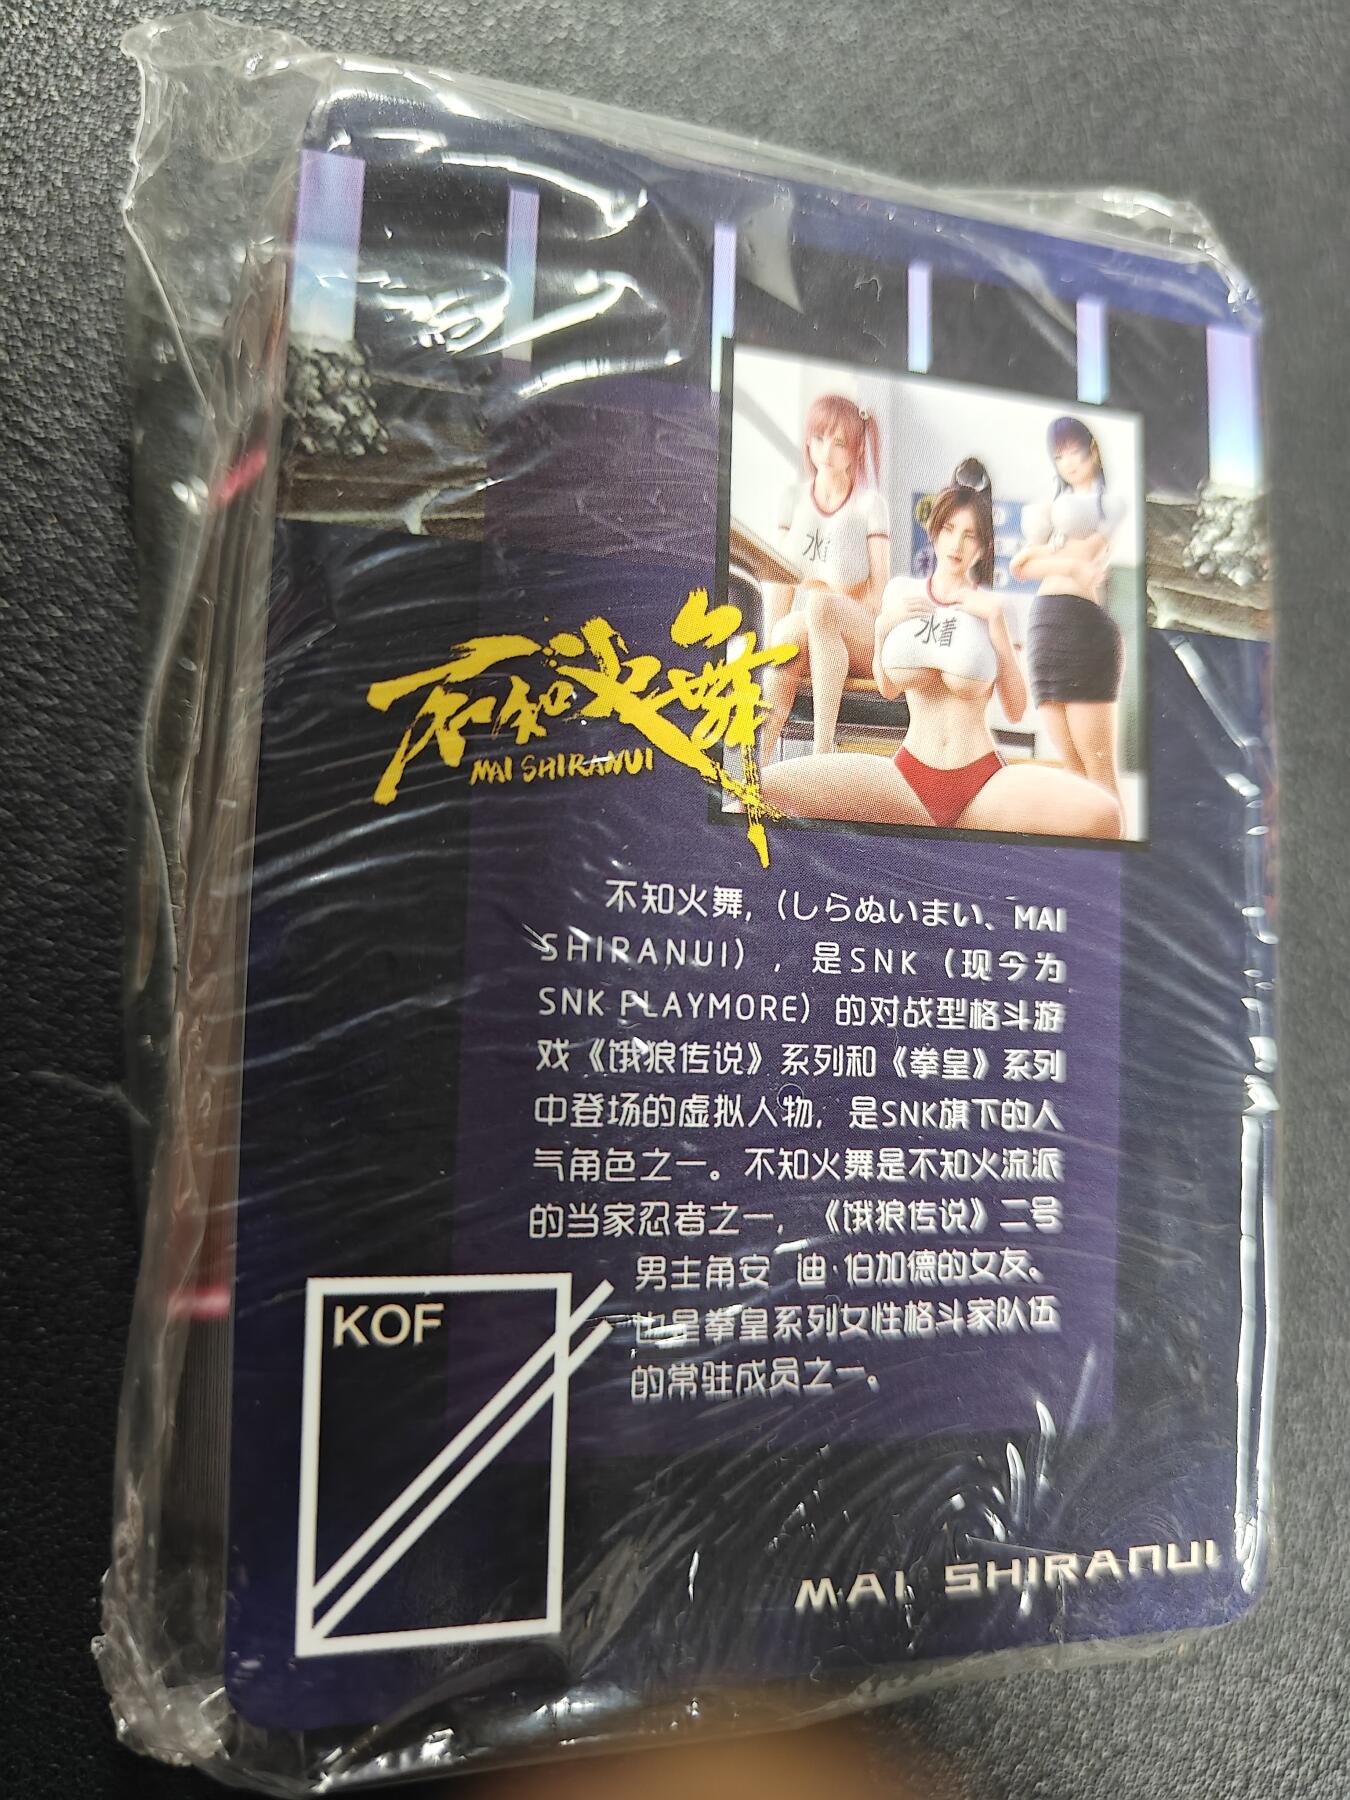 水着
不知火舞
MAI SHIRANUI
不知火舞,(しらぬいまい、MAI
SHIRANUI),是SNK(现今为
SNK PLAYMORE)的对战型格斗游
戏《饿狼传说》系列和《拳皇》系列
中登场的虚拟人物,是SNK旗下的人
气角色之一。不知火舞是不知火流派
的当家忍者之一,《饿狼传说》二号
男主角安 迪·伯加德的女友。
也是拳皇系列女性格斗家队伍
的常驻成员之一。
KOF
MAI SHIRANUI